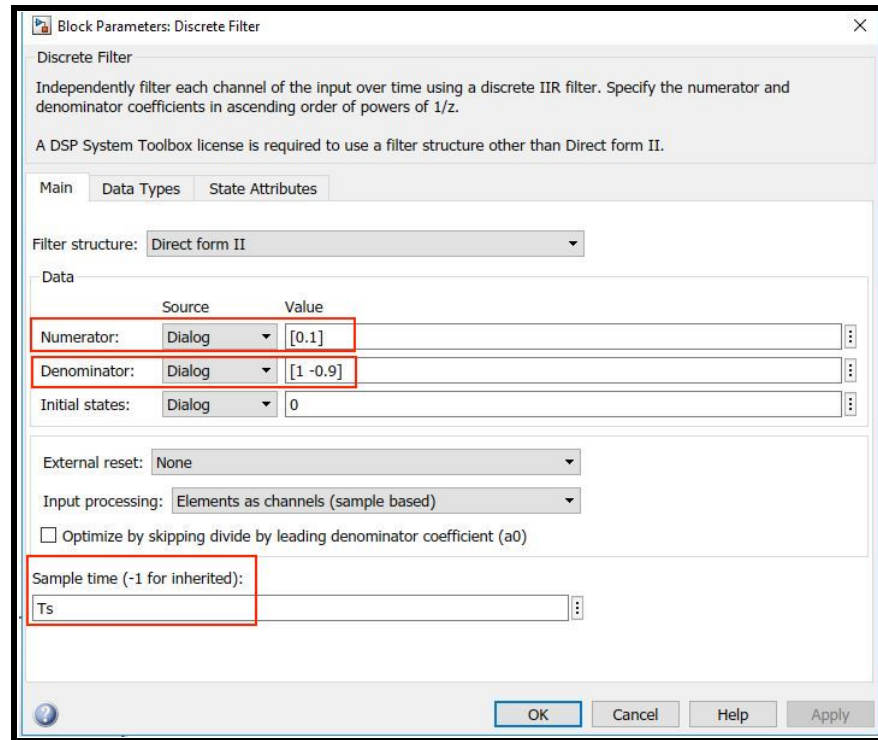 Block Parameters: Discrete Filter
Discrete Filter
Independently filter each channel of the input over time using a discrete IIR filter. Specify the numerator and
denominator coefficients in ascending order of powers of 1/z.
A DSP System Toolbox license is required to use a filter structure other than Direct form II.
Main Data Types State Attributes
Filter structure: Direct form II
Data
Source Value
Numerator: Dialog [0.1]
Denominator: Dialog [1 -0.9]
Initial states: Dialog 0
External reset: None
Input processing: Elements as channels (sample based)
Optimize by skipping divide by leading denominator coefficient (a0)
Sample time (-1 for inherited):
Ts
OK Cancel Help Apply